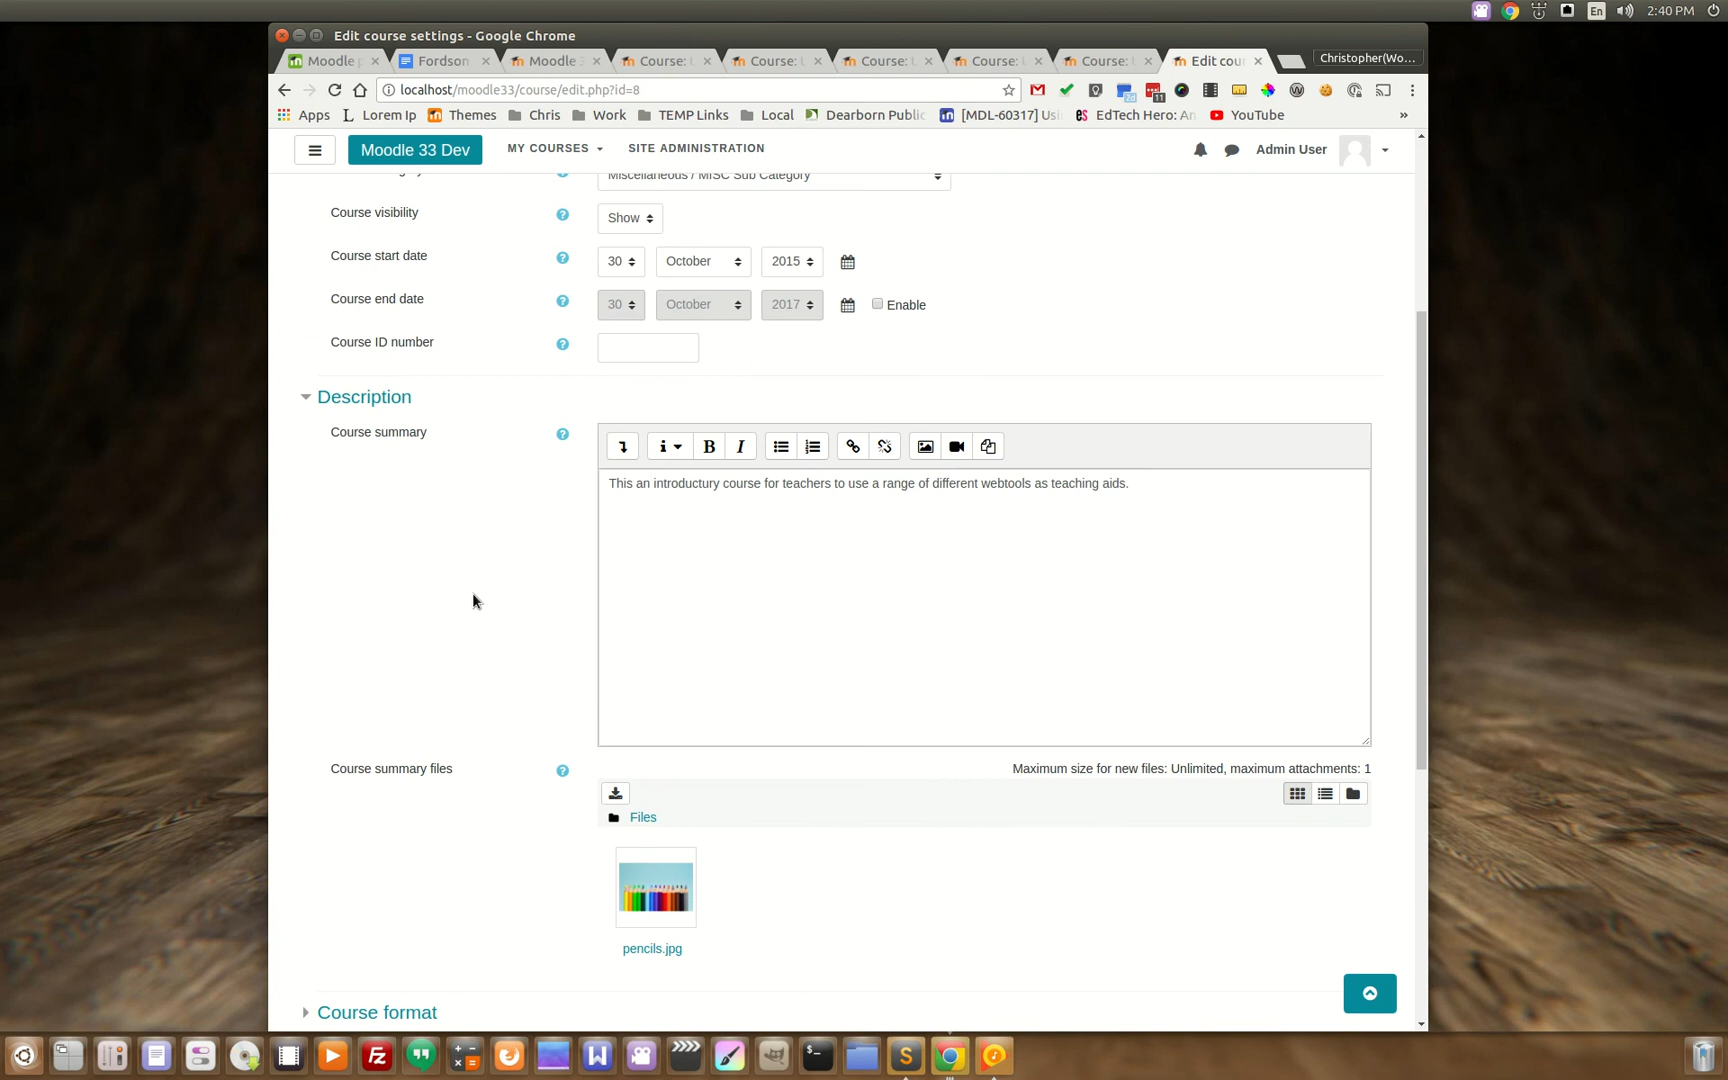 En 2:40 PM
Edit course settings - Google Chrome
Moodle Fordson Moodle Course: Course: Course: Course: Course: Edit cou Christopher(Wo...
localhost/moodle33/course/edit.php?id=8
Apps Lorem Ip Themes Chris Work TEMP Links Local Dearborn Public [MDL-60317] Usi EdTech Hero: An YouTube »
Moodle 33 Dev MY COURSES SITE ADMINISTRATION Admin User
Miscellaneous / MISC Sub Category
Course visibility Show
Course start date 30 October 2015
Course end date 30 October 2017 Enable
Course ID number
Description
Course summary
This an introductury course for teachers to use a range of different webtools as teaching aids.
Course summary files Maximum size for new files: Unlimited, maximum attachments: 1
Files
pencils.jpg
Course format